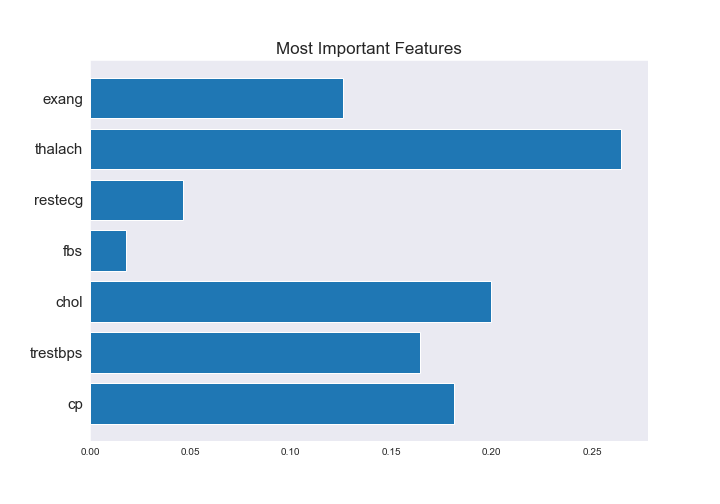 Most Important Features
exang
thalach
restecg
fbs
chol
trestbps
cp
0.00 0.05 0.10 0.15 0.20 0.25